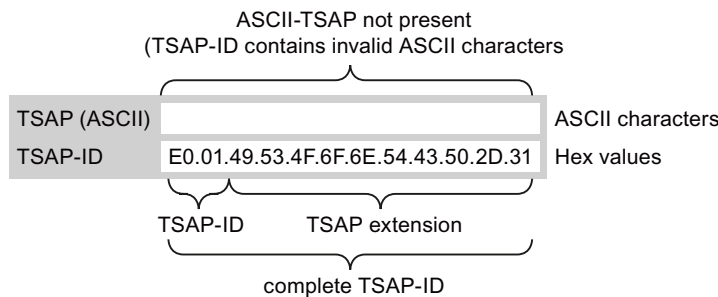 ASCII-TSAP not present
(TSAP-ID contains invalid ASCII characters
TSAP (ASCII) ASCII characters
TSAP-ID E0.01.49.53.4F.6F.6E.54.43.50.2D.31 Hex values
TSAP-ID TSAP extension
complete TSAP-ID